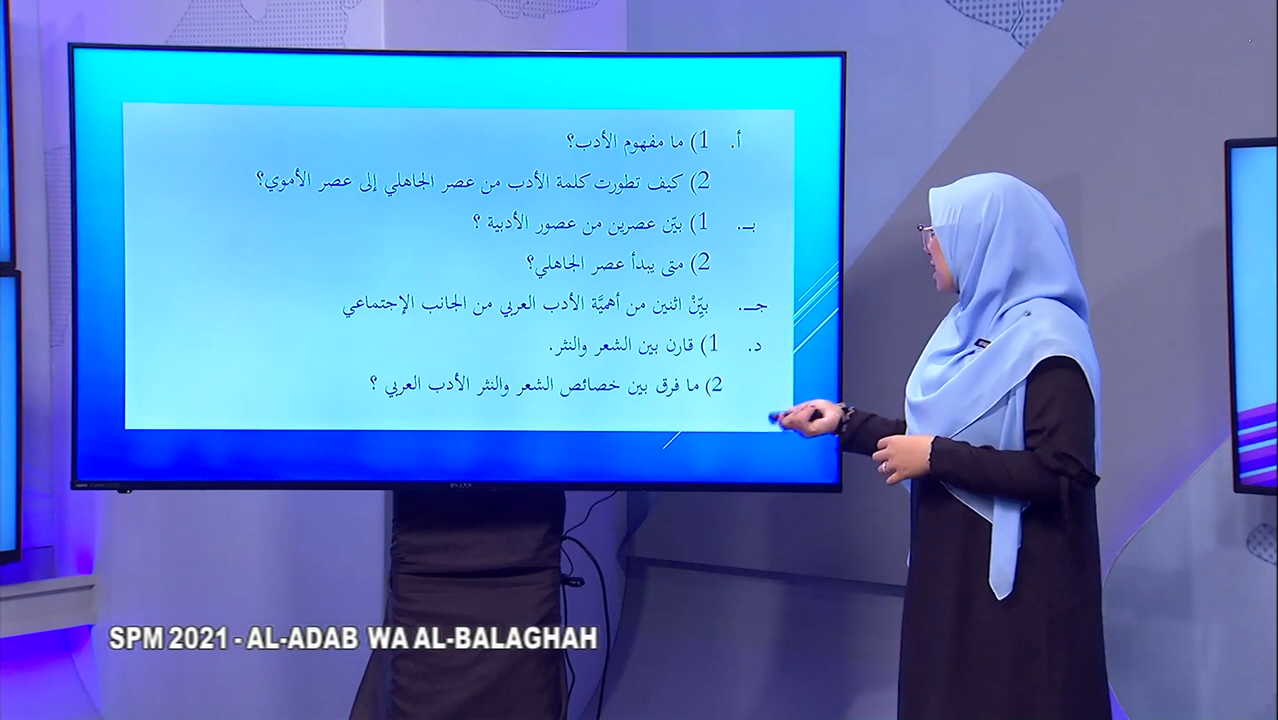 أ. 1) ما مفهوم الأدب؟
2) كيف تطورت كلمة الأدب من عصر الجاهلي إلى عصر الأموي؟
بـ. 1) بيّن عصرين من عصور الأدبية ؟
2) متى يبدأ عصر الجاهلي؟
جـ. بيِّنْ اثنين من أهميَّة الأدب العربي من الجانب الإجتماعي
د. 1) قارن بين الشعر والنثر.
2) ما فرق بين خصائص الشعر والنثر الأدب العربي ؟
SPM 2021 - AL-ADAB WA AL-BALAGHAH